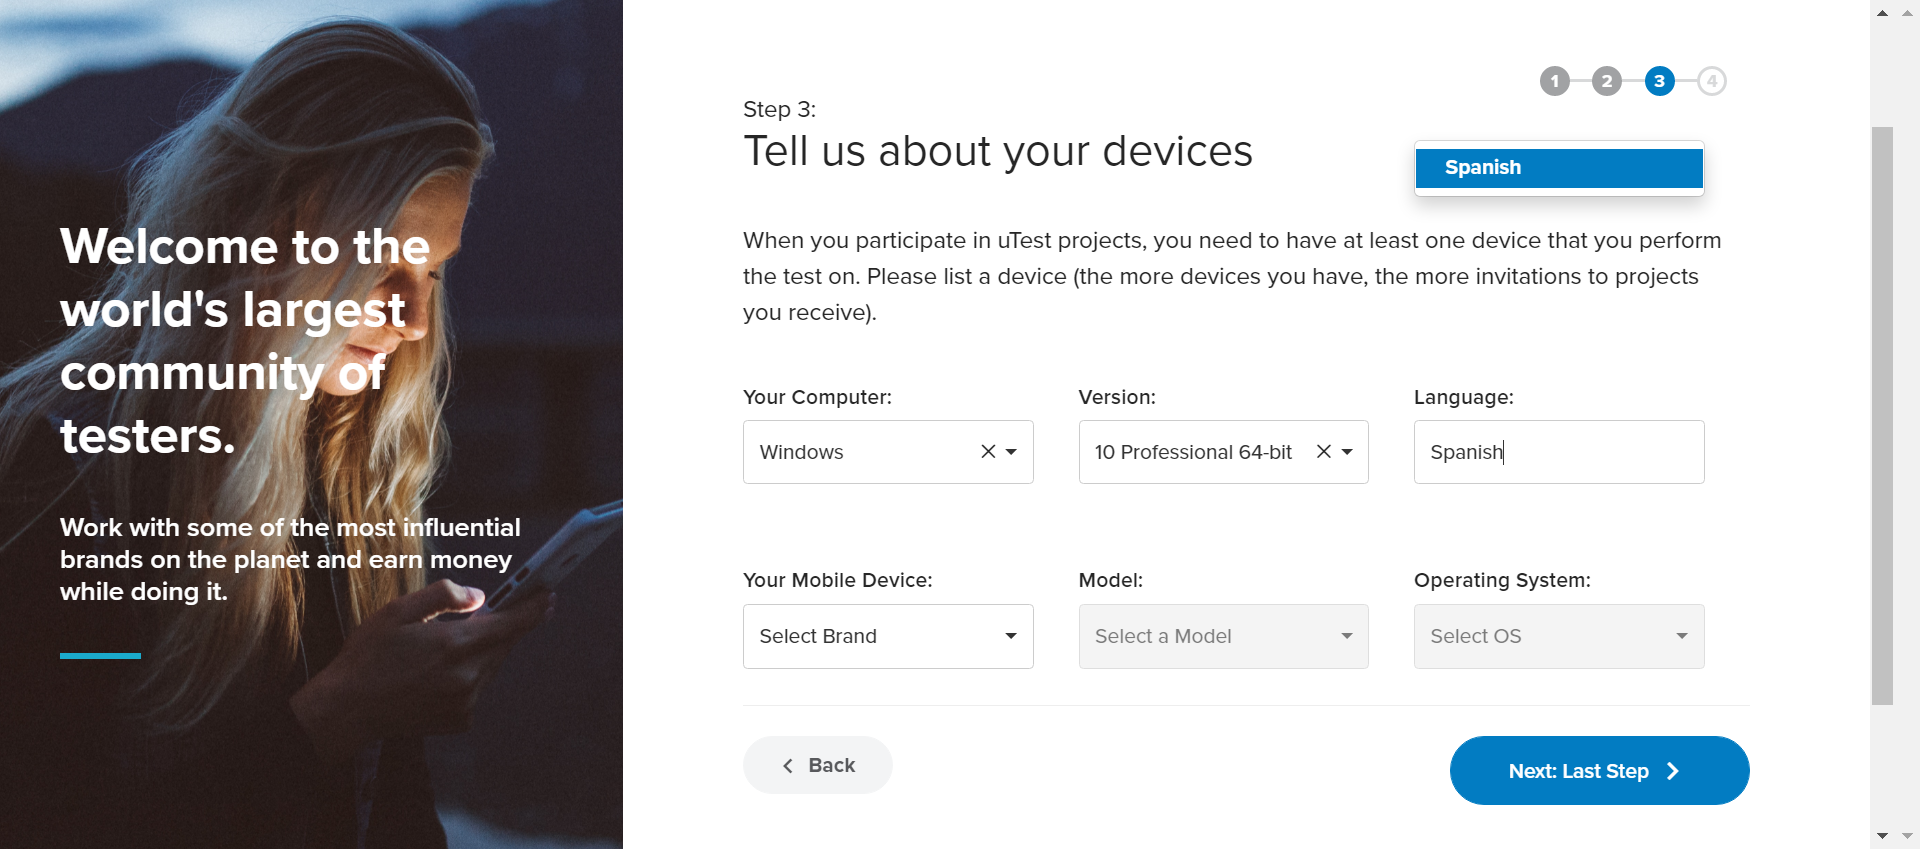 Welcome to the
world's largest
community of
testers.
Work with some of the most influential
brands on the planet and earn money
while doing it.
1 2 3 4
Step 3:
Tell us about your devices
Spanish
When you participate in uTest projects, you need to have at least one device that you perform
the test on. Please list a device (the more devices you have, the more invitations to projects
you receive).
Your Computer: Version: Language:
Windows 10 Professional 64-bit Spanish
Your Mobile Device: Model: Operating System:
Select Brand Select a Model Select OS
Back Next: Last Step